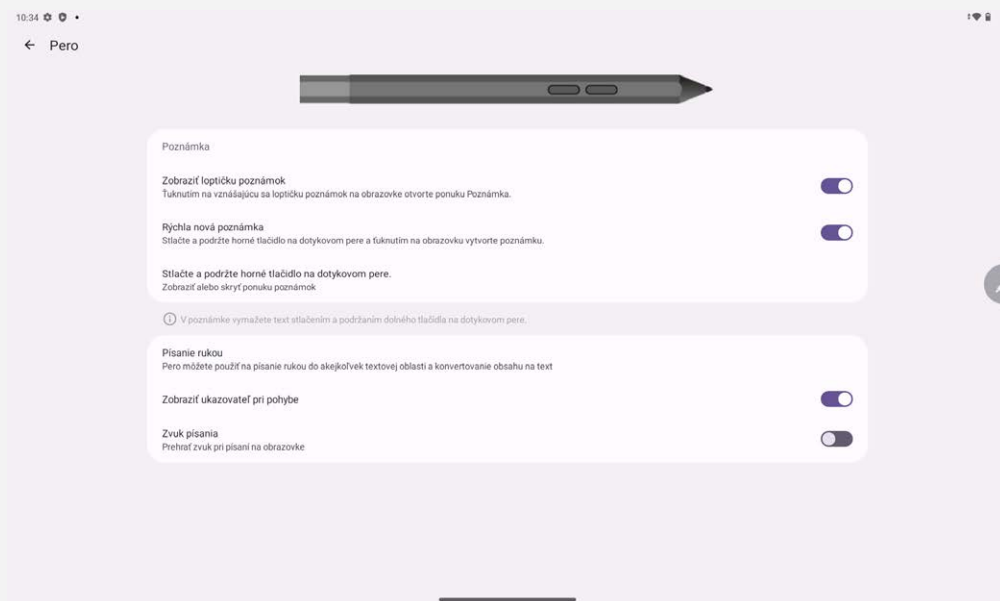 10:34
Pero
Poznámka
Zobraziť loptičku poznámok
Ťuknutím na vznášajúcu sa loptičku poznámok na obrazovke otvorte ponuku Poznámka.
Rýchla nová poznámka
Stlačte a podržte horné tlačidlo na dotykovom pere a ťuknutím na obrazovku vytvorte poznámku.
Stlačte a podržte horné tlačidlo na dotykovom pere.
Zobraziť alebo skryť ponuku poznámok
V poznámke vymažete text stlačením a podržaním dolného tlačidla na dotykovom pere.
Písanie rukou
Pero môžete použiť na písanie rukou do akejkoľvek textovej oblasti a konvertovanie obsahu na text
Zobraziť ukazovateľ pri pohybe
Zvuk písania
Prehrať zvuk pri písaní na obrazovke